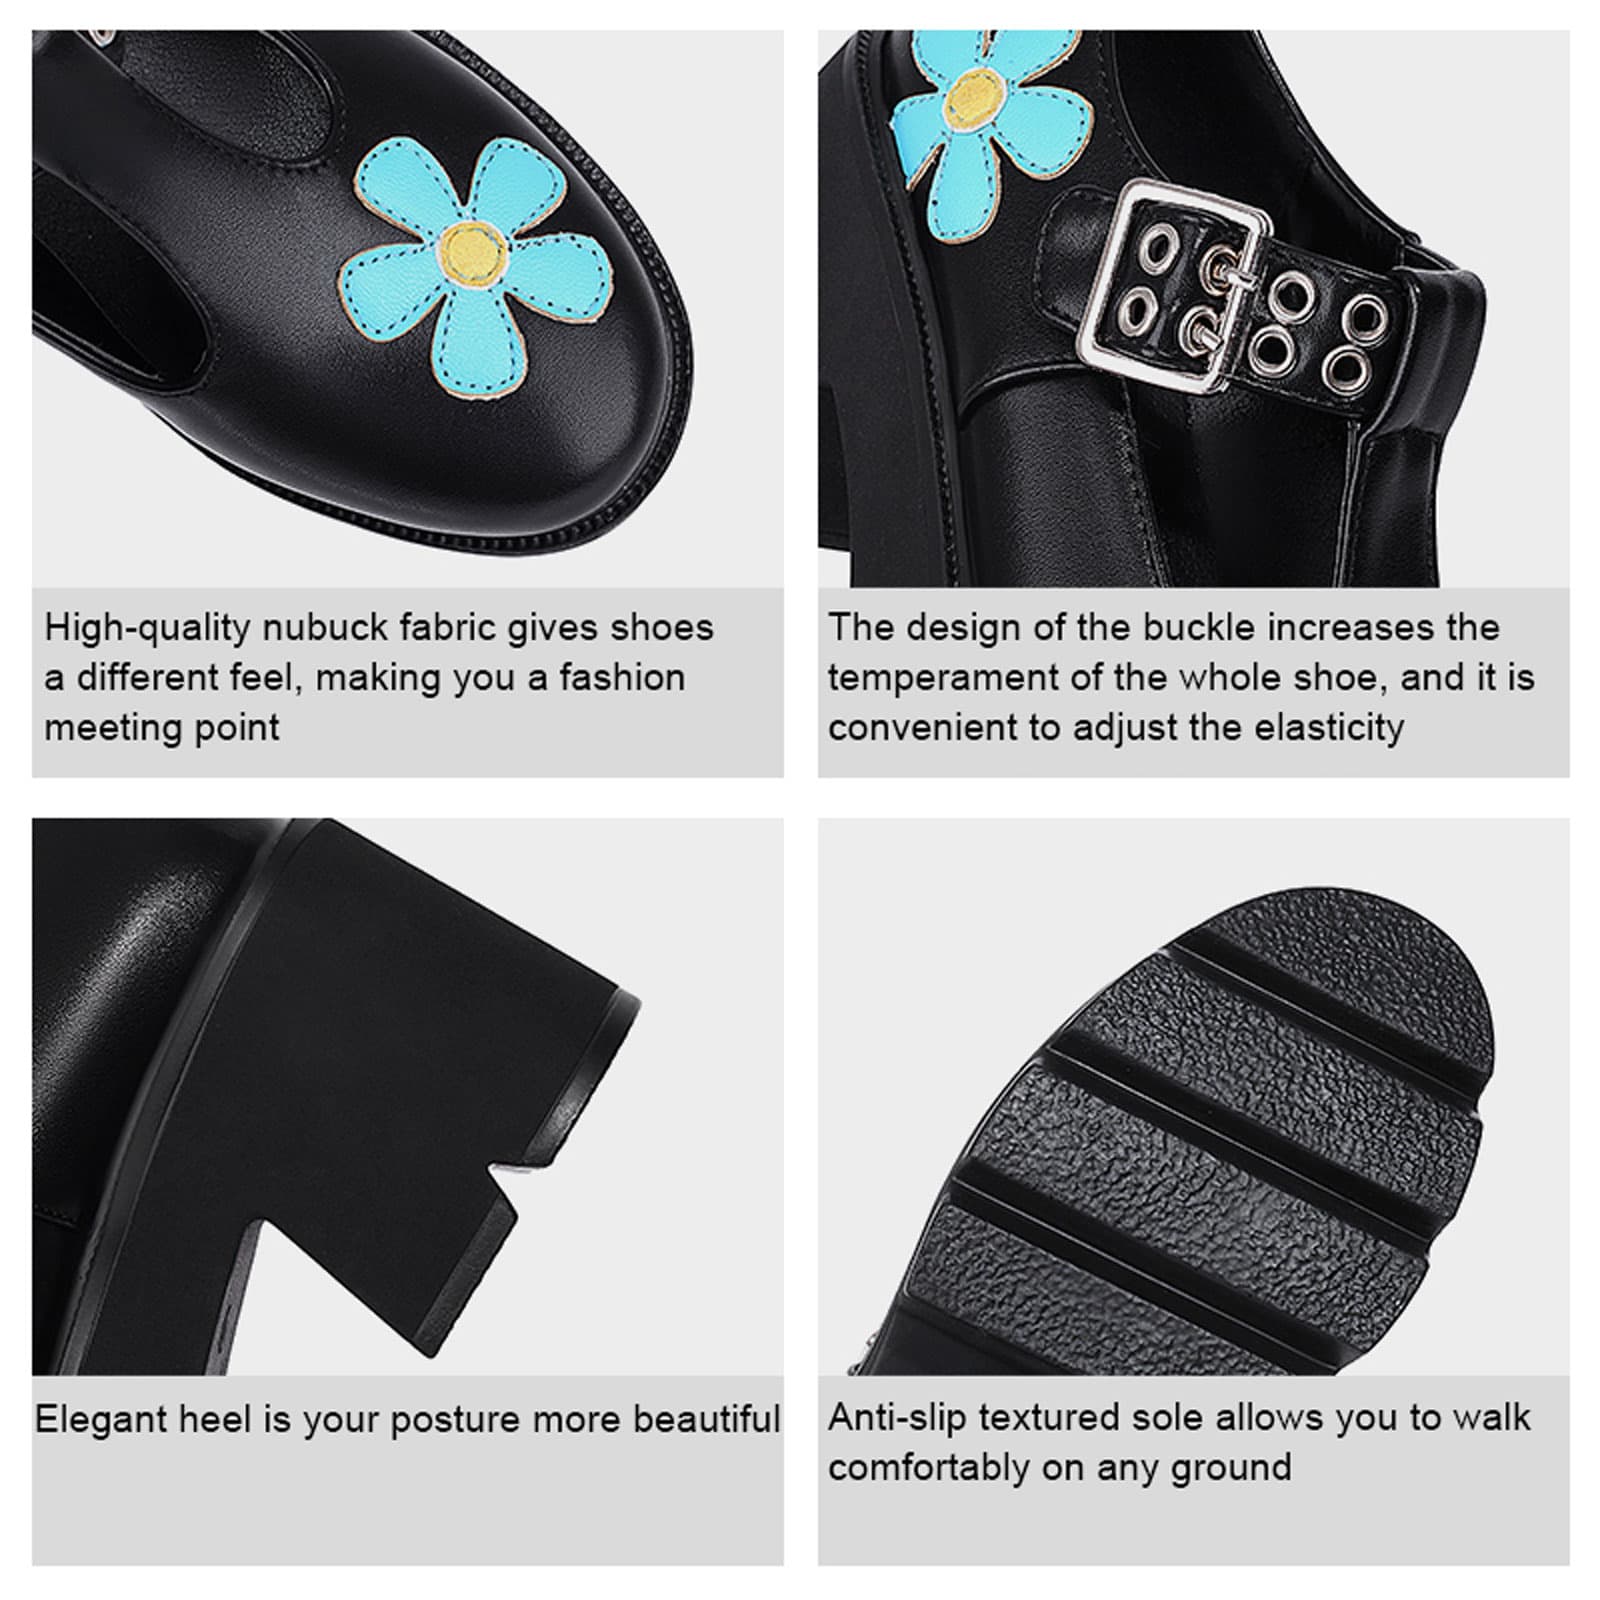 High-quality nubuck fabric gives shoes
a different feel, making you a fashion
meeting point
The design of the buckle increases the
temperament of the whole shoe, and it is
convenient to adjust the elasticity
Elegant heel is your posture more beautiful
Anti-slip textured sole allows you to walk
comfortably on any ground